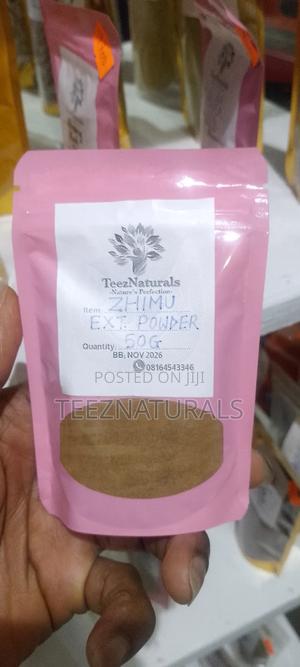 TeezNaturals
-Nature's Perfection-
Item ZHIMU
EXT. POWDER
Quantity: 50G
BB; NOV 2026
08164543346
POSTED ON JIJI
TEEZNATURALS